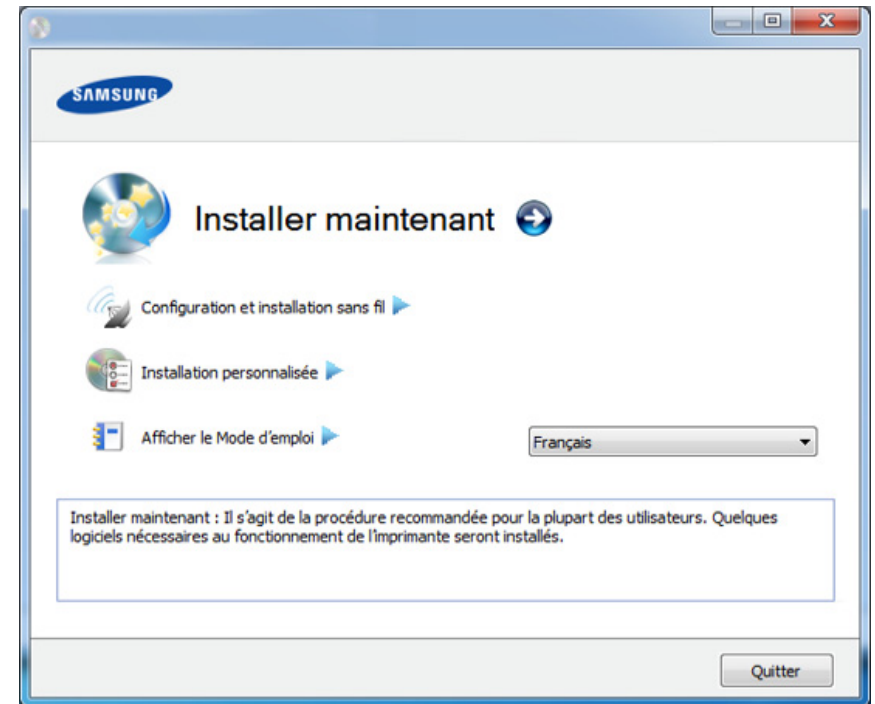 SAMSUNG
Installer maintenant
Configuration et installation sans fil
Installation personnalisée
Afficher le Mode d'emploi
Français
Installer maintenant : Il s'agit de la procédure recommandée pour la plupart des utilisateurs. Quelques
logiciels nécessaires au fonctionnement de l'imprimante seront installés.
Quitter